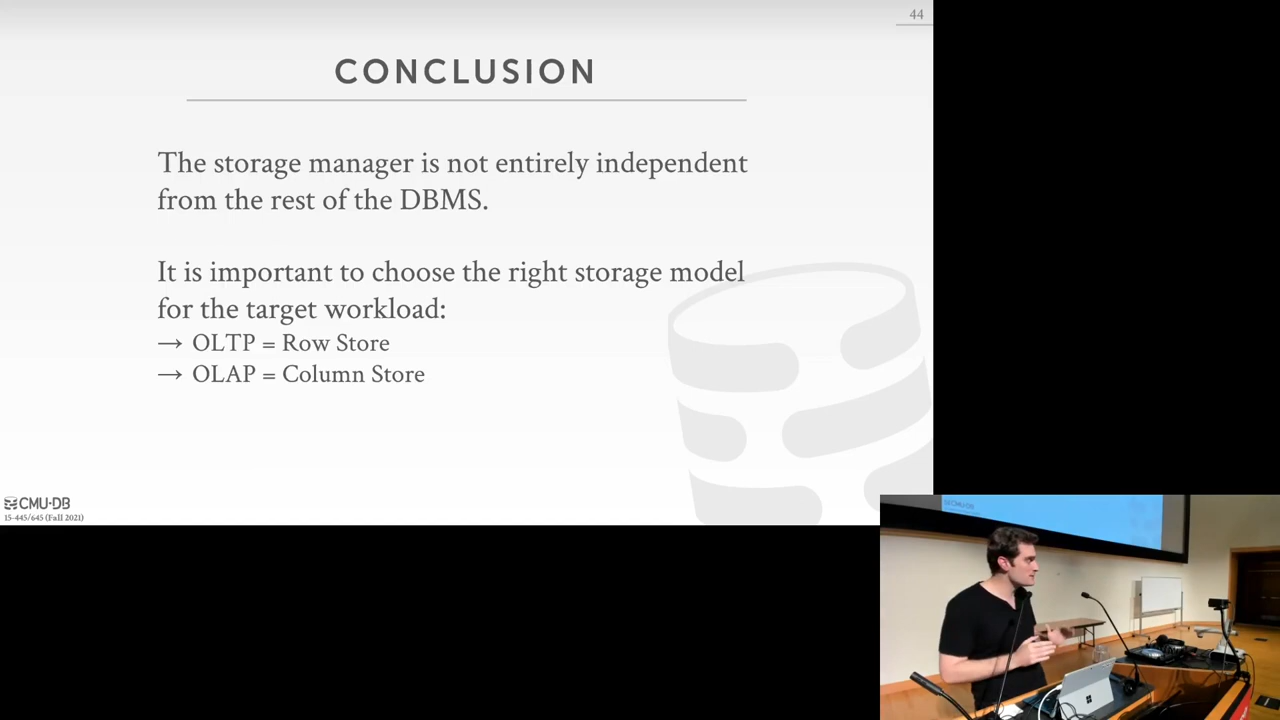 44
CONCLUSION
The storage manager is not entirely independent
from the rest of the DBMS.
It is important to choose the right storage model
for the target workload:
→ OLTP = Row Store
→ OLAP = Column Store
CMU·DB
15-445/645 (Fall 2021)